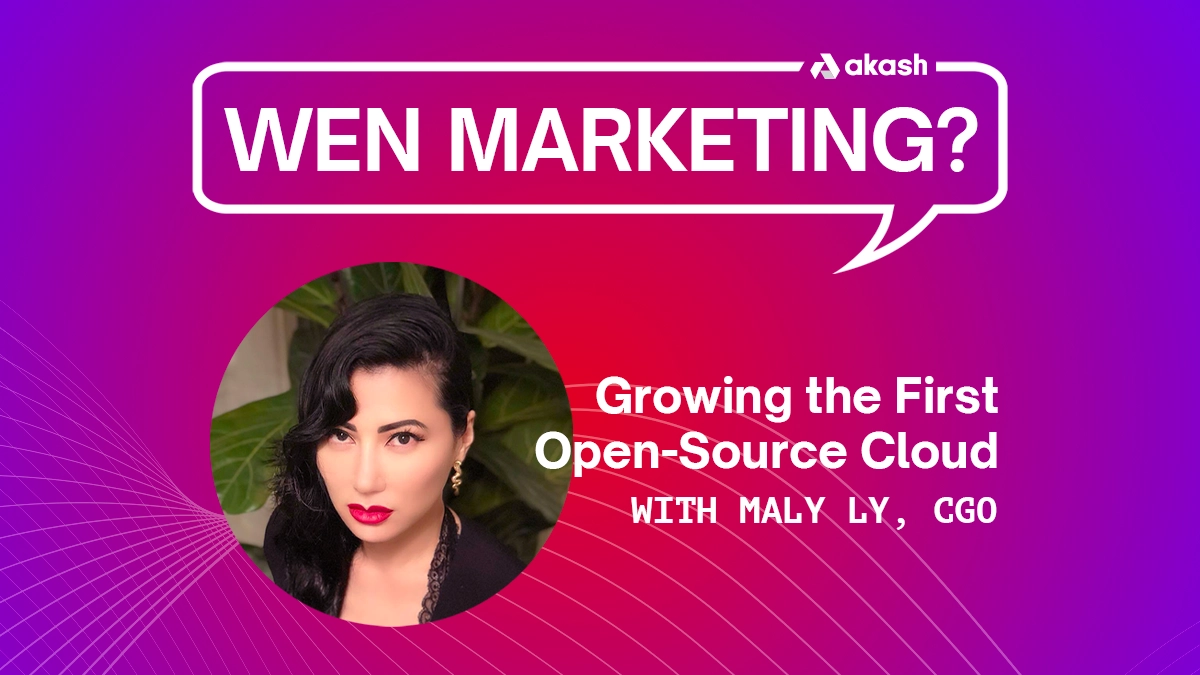 akash
WEN MARKETING?
Growing the First
Open-Source Cloud
WITH MALY LY, CGO